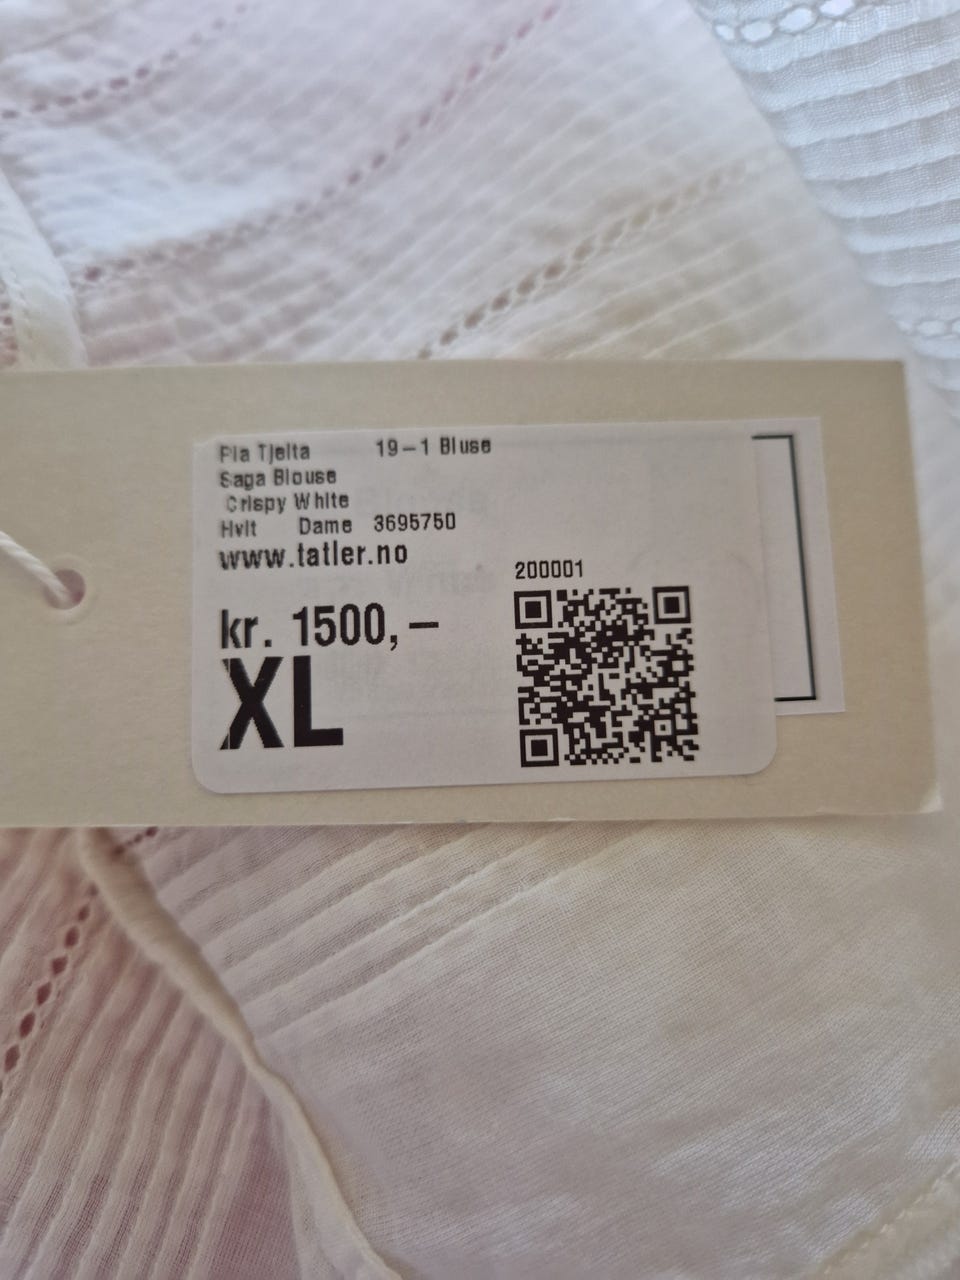 Pia Tjelta 19-1 Bluse
Saga Blouse
Crispy White
Hvit Dame 3695750
www.tatler.no
200001
kr. 1500,-
XL